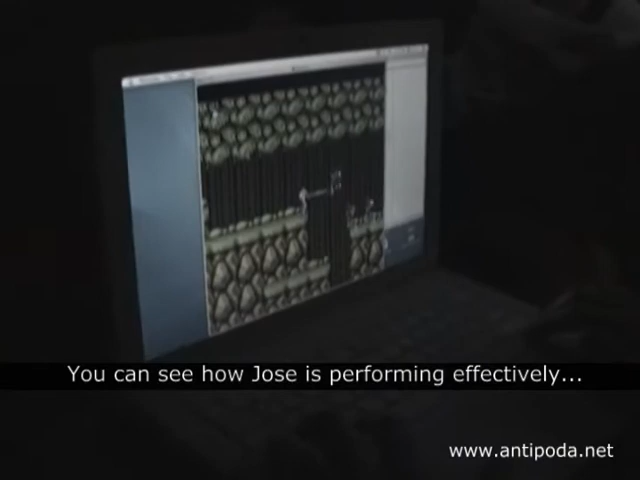 You can see how Jose is performing effectively...
www.antipoda.net